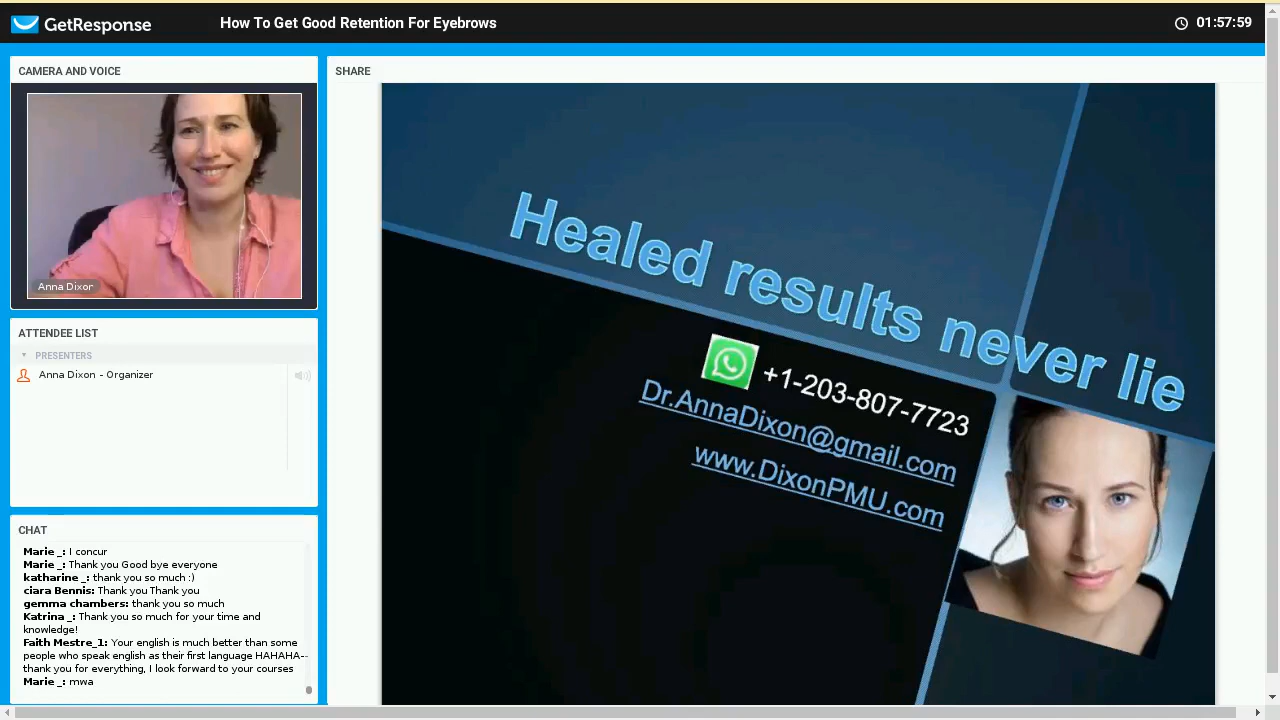 GetResponse
How To Get Good Retention For Eyebrows
01:57:59
CAMERA AND VOICE
Anna Dixon
ATTENDEE LIST
PRESENTERS
Anna Dixon - Organizer
CHAT
Marie _: I concur
Marie _: Thank you Good bye everyone
katharine _: thank you so much :)
ciara Bennis: Thank you Thank you
gemma chambers: thank you so much
Katrina _: Thank you so much for your time and
knowledge!
Faith Mestre_1: Your english is much better than some
people who speak english as their first language HAHAHA--
thank you for everything, I look forward to your courses
Marie _: mwa
SHARE
Healed results never lie
+1-203-807-7723
Dr.AnnaDixon@gmail.com
www.DixonPMU.com